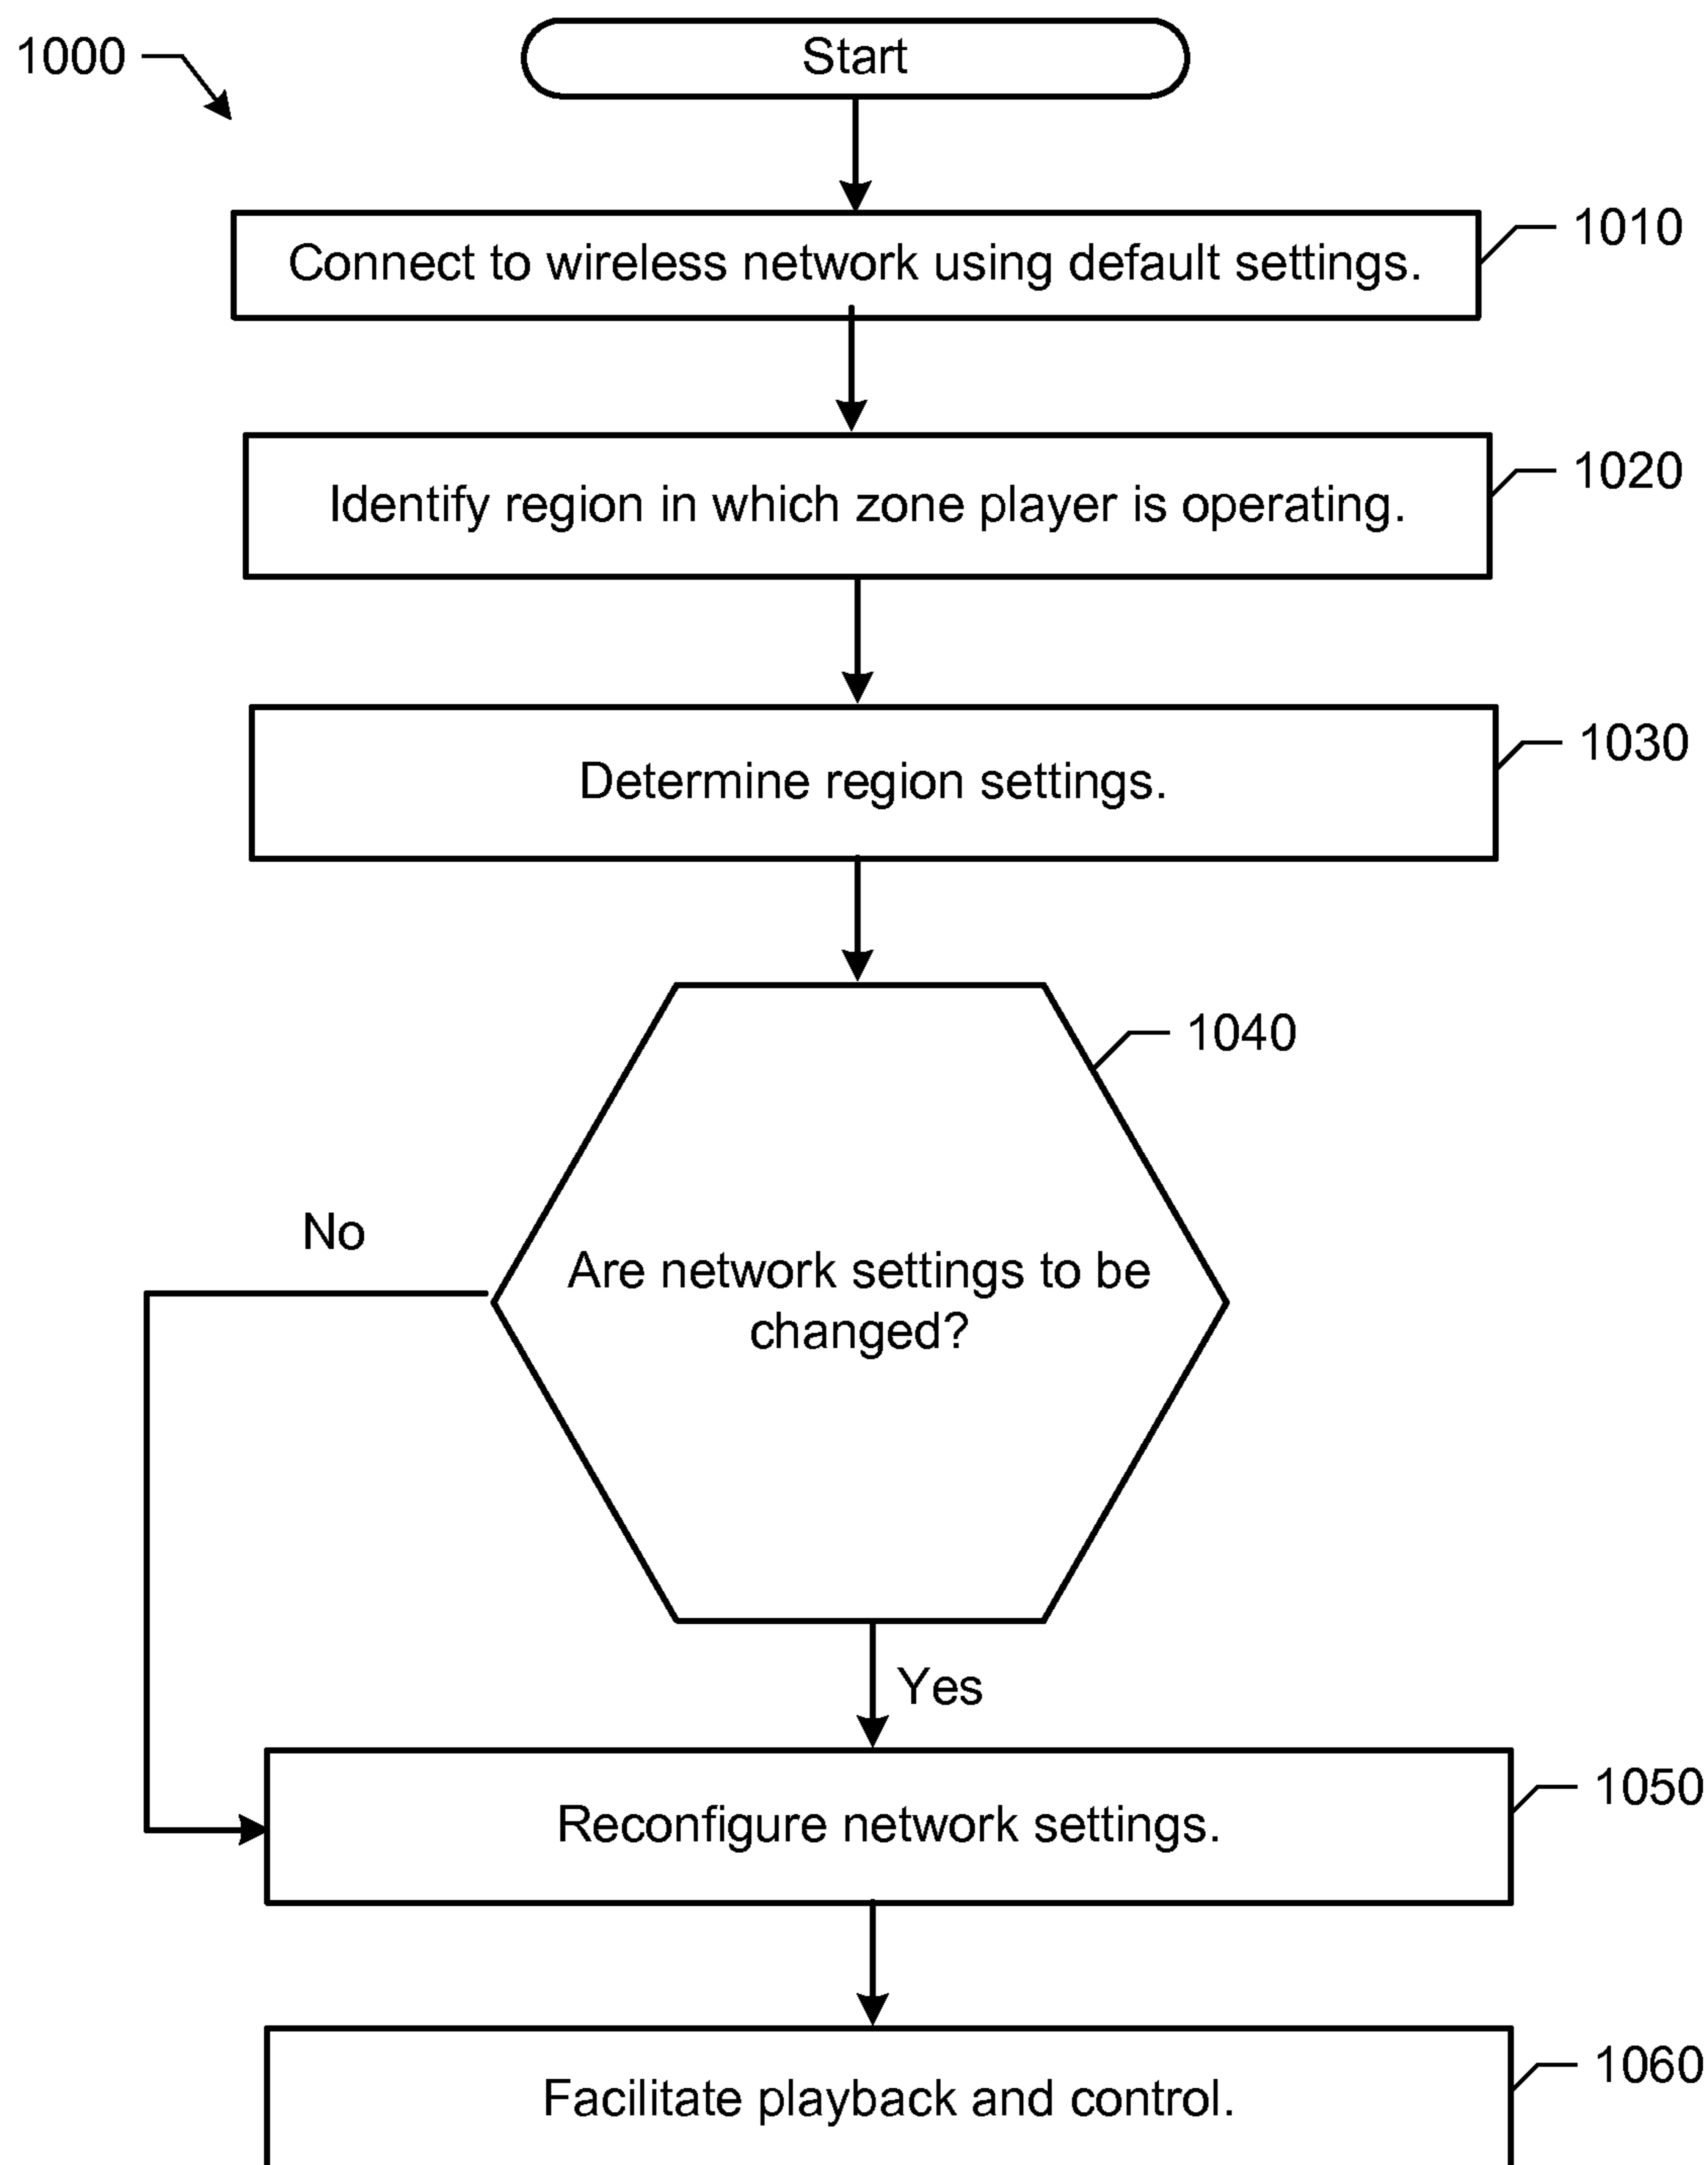 1000
Start
Connect to wireless network using default settings.
1010
Identify region in which zone player is operating.
1020
Determine region settings.
1030
1040
Are network settings to be
changed?
No
Yes
Reconfigure network settings.
1050
Facilitate playback and control.
1060